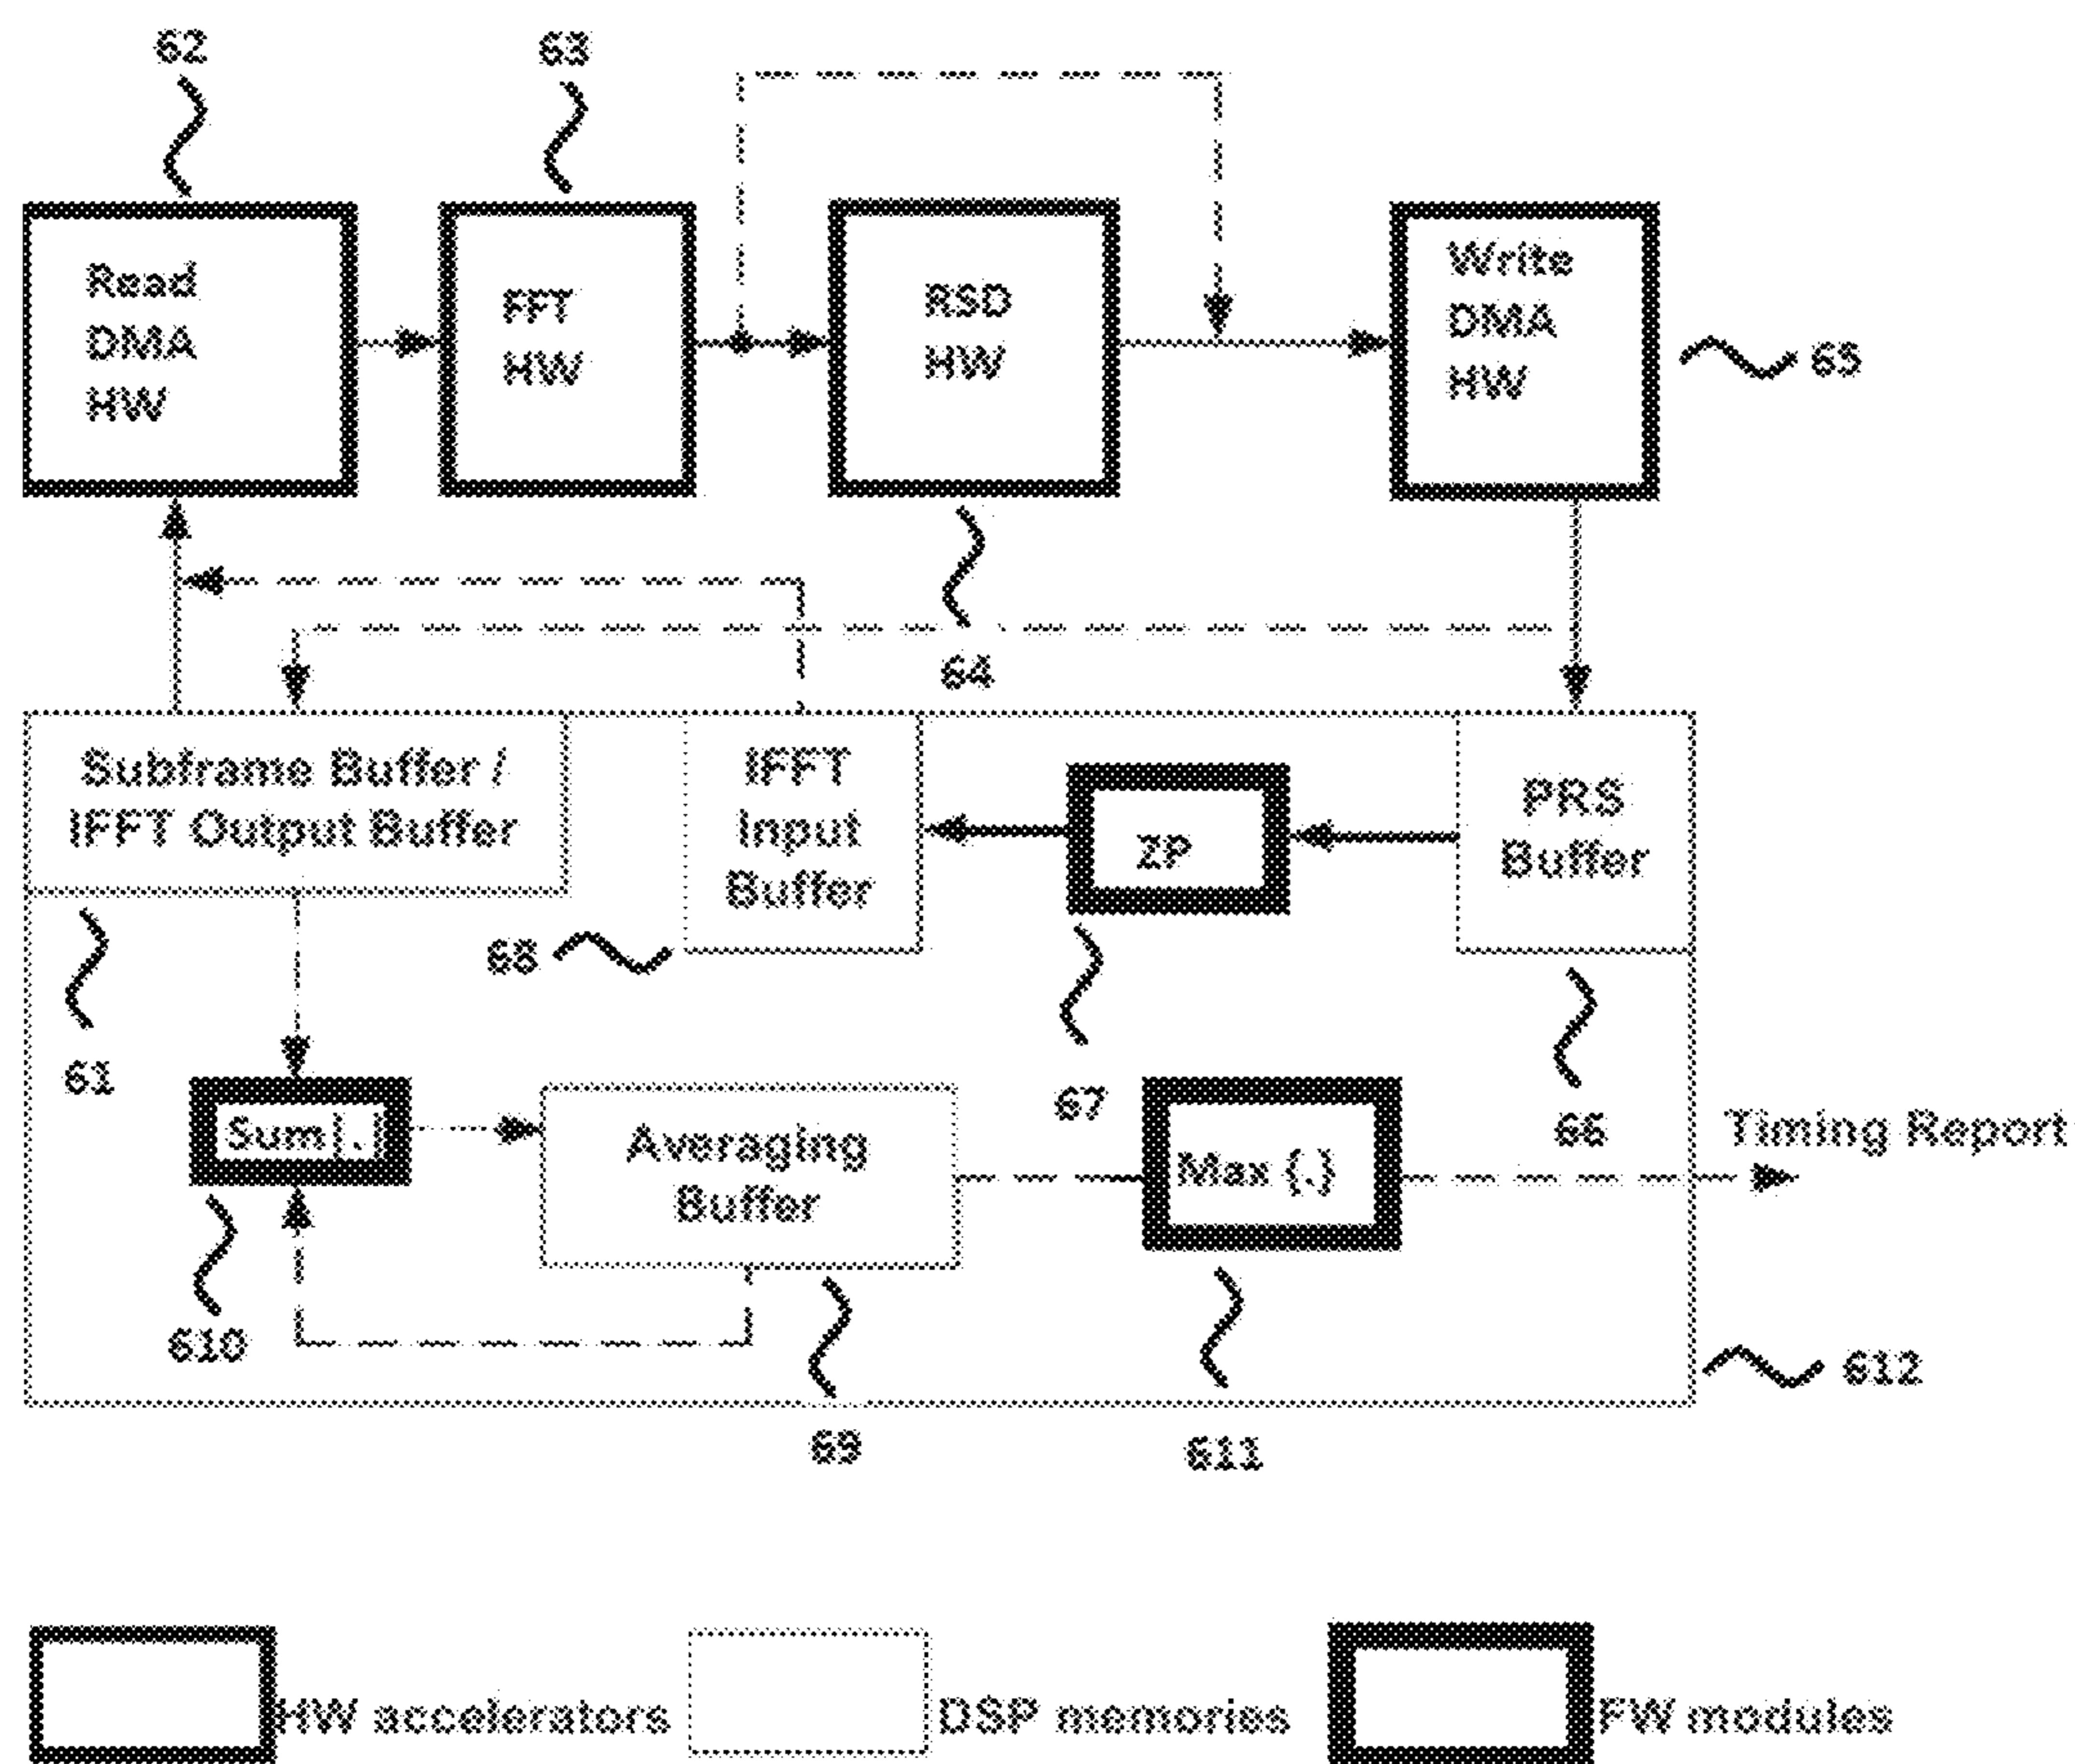 62
63
Read
DMA
HW
FFT
HW
RSD
HW
Write
DMA
HW
65
64
Subframe Buffer /
IFFT Output Buffer
IFFT
Input
Buffer
ZP
PRS
Buffer
68
61
67
66
Sum|.|
Averaging
Buffer
Max {.}
Timing Report
610
612
69
611
HW accelerators
DSP memories
FW modules